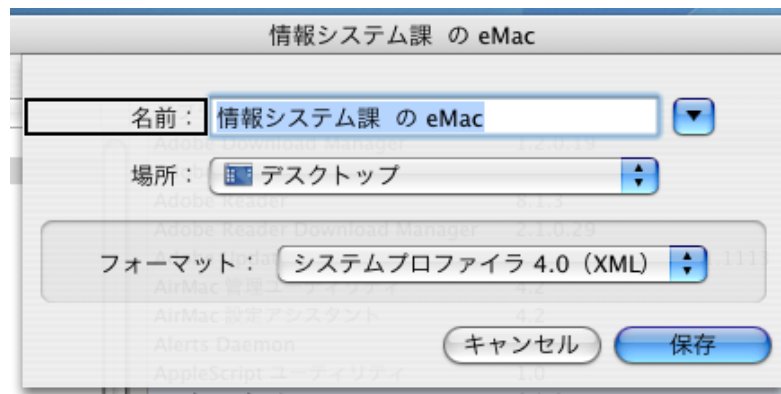 情報システム課 の eMac
名前：
情報システム課 の eMac
Adobe Download Manager 1.2.0.19
場所：
デスクトップ
Adobe Reader 8.1.3
Adobe Reader Download Manager 2.1.0.29
フォーマット：
システムプロファイラ 4.0（XML）
AirMac 管理ユーティリティ 4.2
AirMac 設定アシスタント 4.2
キャンセル
保存
Alerts Daemon
AppleScript ユーティリティ 1.0